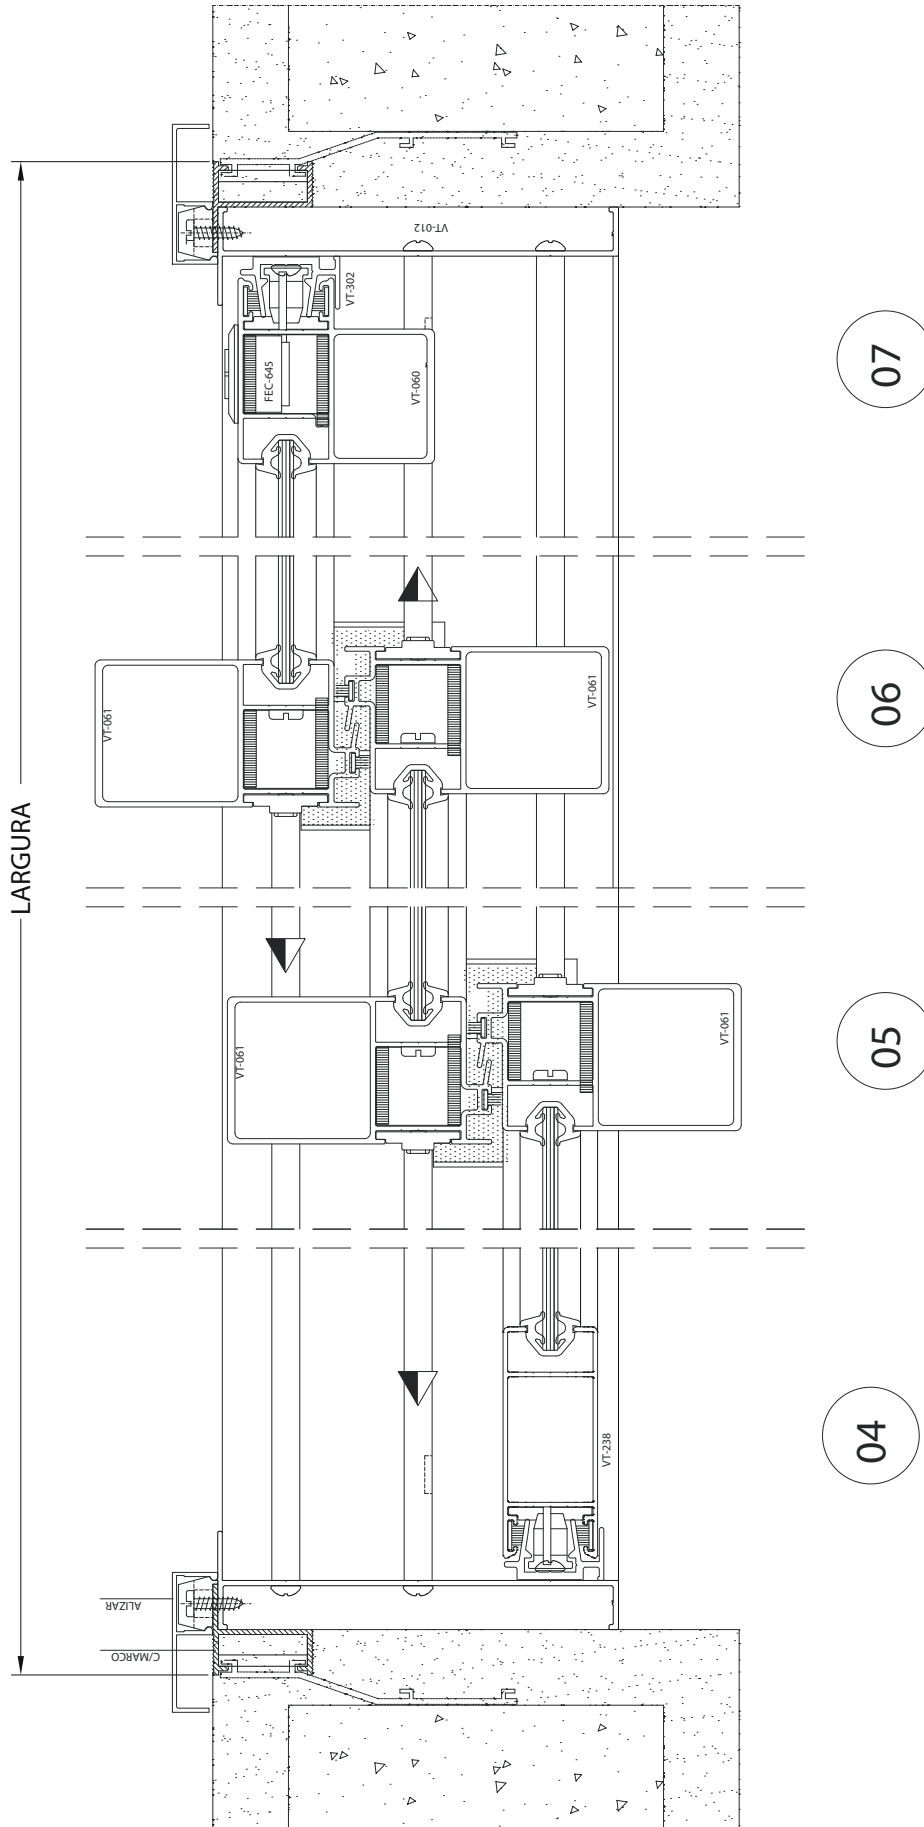 LARGURA
VT-012
VT-302
FEC-645
VT-060
07
VT-061
VT-061
06
VT-061
VT-061
05
VT-238
04
ALIZAR
C/MARCO